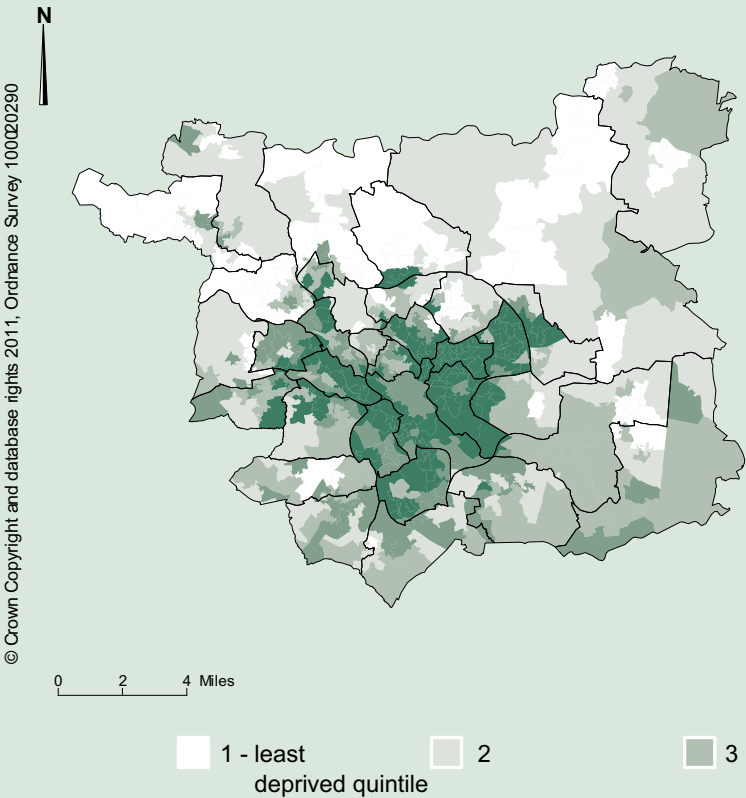 N
© Crown Copyright and database rights 2011, Ordnance Survey 100020290
0 2 4 Miles
1 - least 2 3
deprived quintile